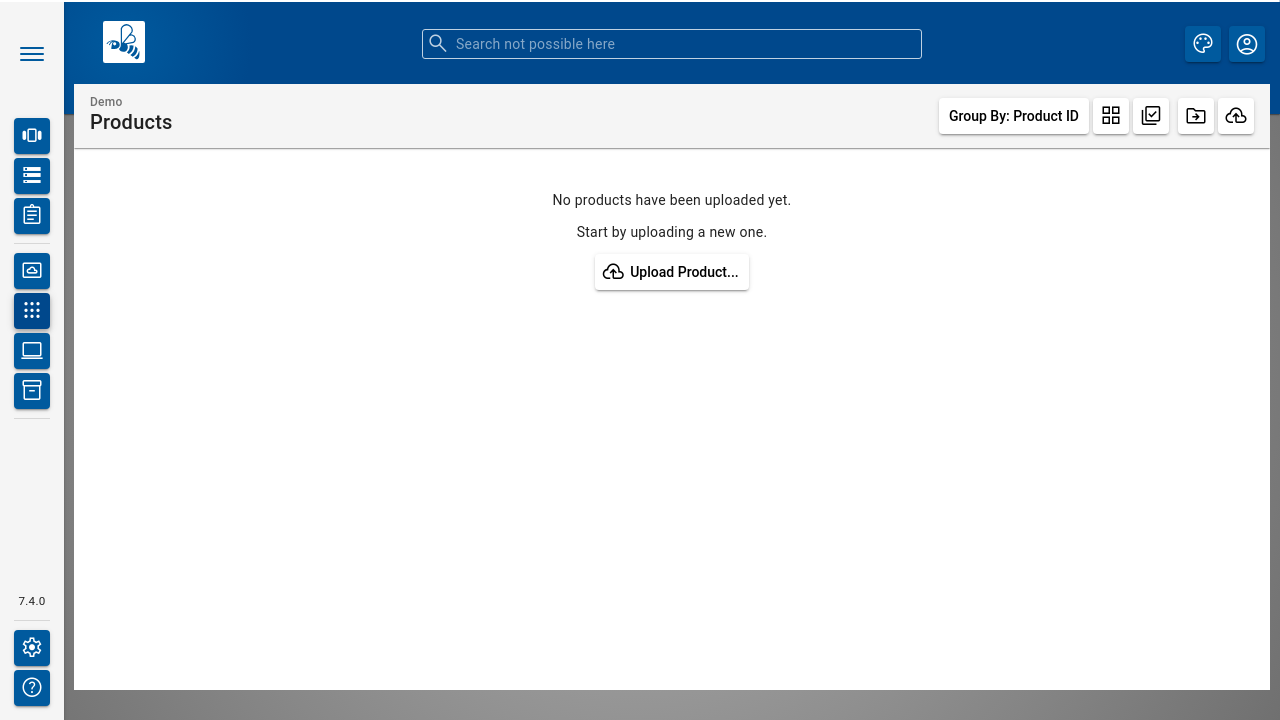 Search not possible here
Demo
Products
Group By: Product ID
No products have been uploaded yet.
Start by uploading a new one.
Upload Product...
7.4.0